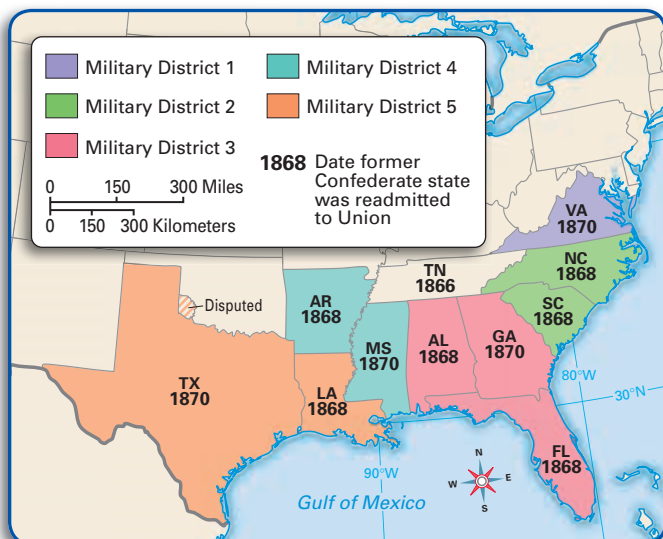 Military District 1
Military District 2
Military District 3
Military District 4
Military District 5
0 150 300 Miles
0 150 300 Kilometers
1868 Date former
Confederate state
was readmitted
to Union
VA
1870
NC
1868
TN
1866
SC
1868
Disputed
AR
1868
MS
1870
AL
1868
GA
1870
TX
1870
LA
1868
FL
1868
80°W
30°N
90°W
N
W E
S
Gulf of Mexico